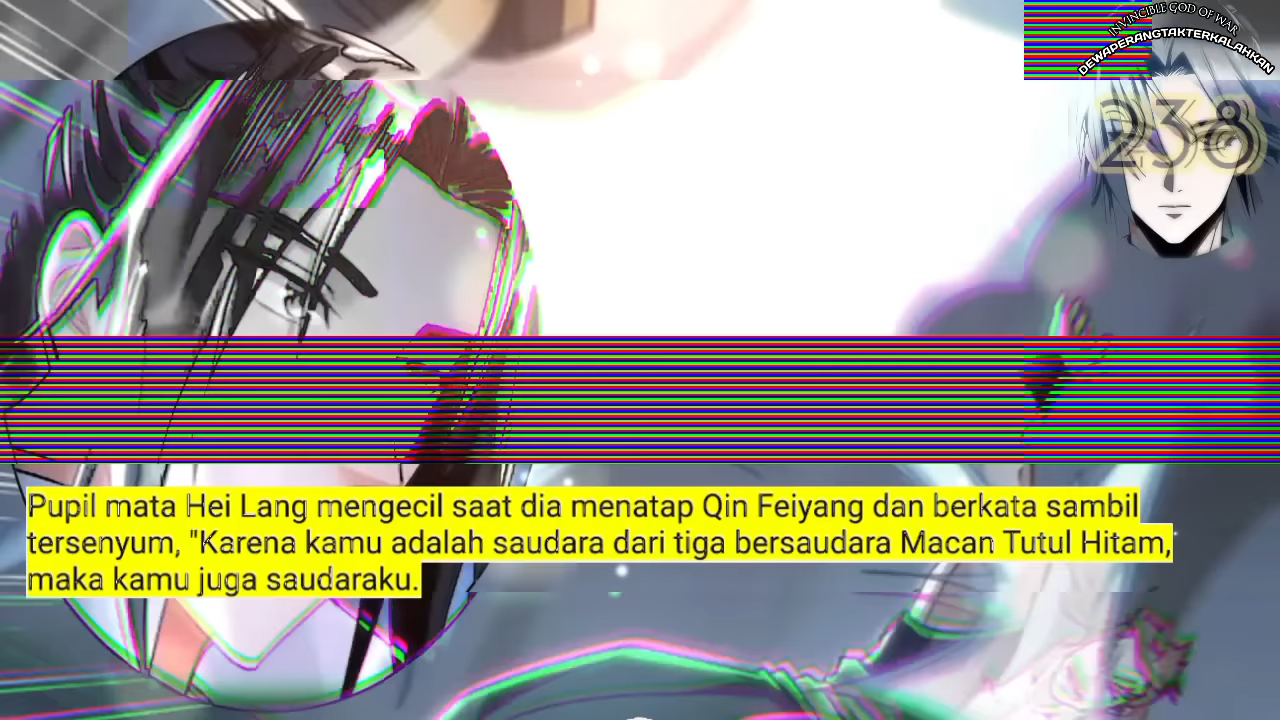 INVINCIBLE GOD OF WAR
DEWAPERANGTAKTERKALAHKAN
238
Pupil mata Hei Lang mengecil saat dia menatap Qin Feiyang dan berkata sambil
tersenyum, "Karena kamu adalah saudara dari tiga bersaudara Macan Tutul Hitam,
maka kamu juga saudaraku.